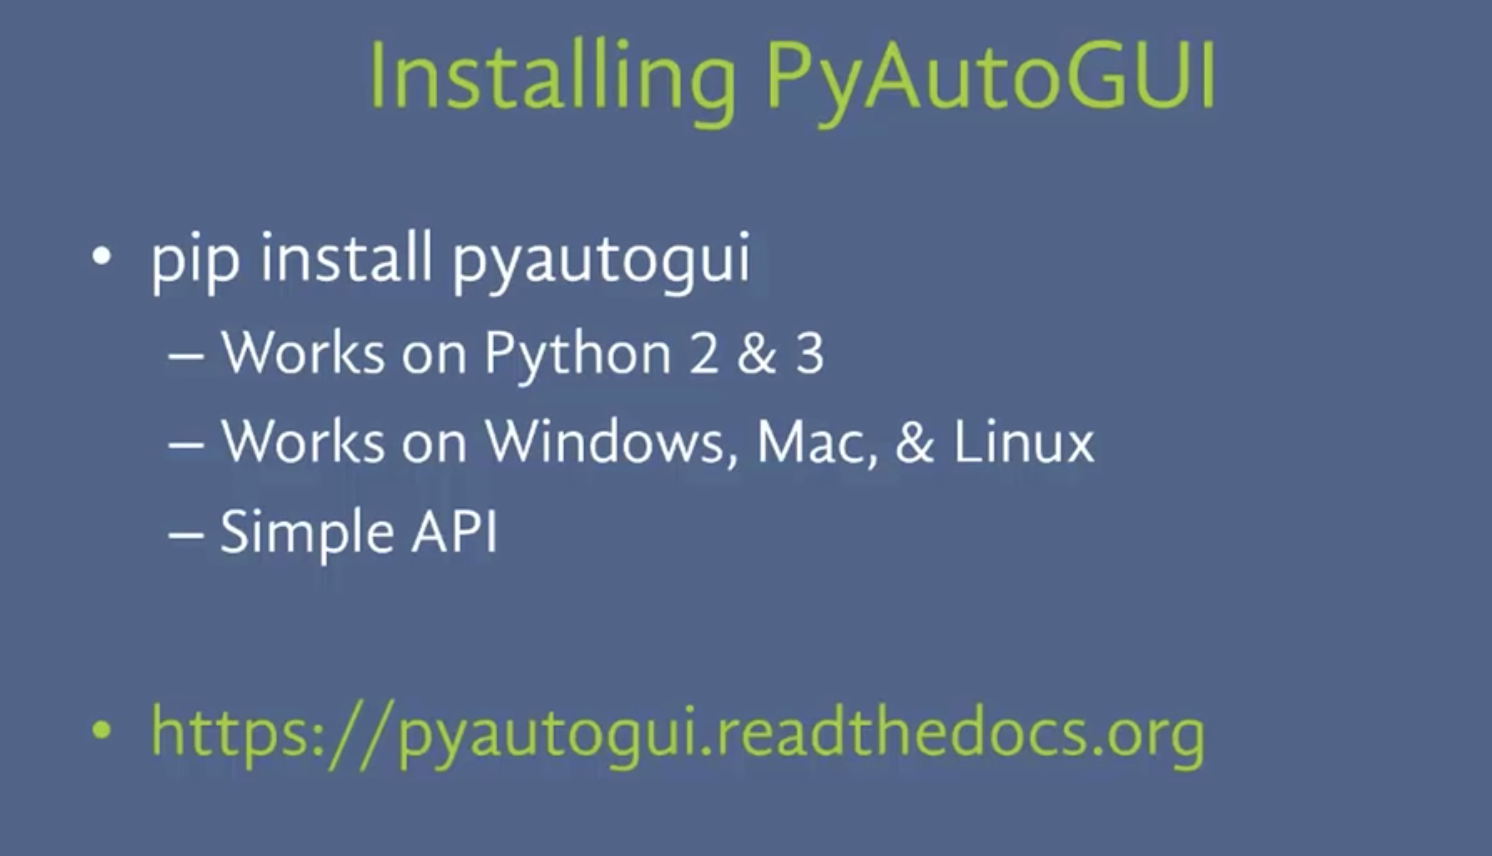 Installing PyAutoGUI
• pip install pyautogui
– Works on Python 2 & 3
– Works on Windows, Mac, & Linux
– Simple API
• https://pyautogui.readthedocs.org